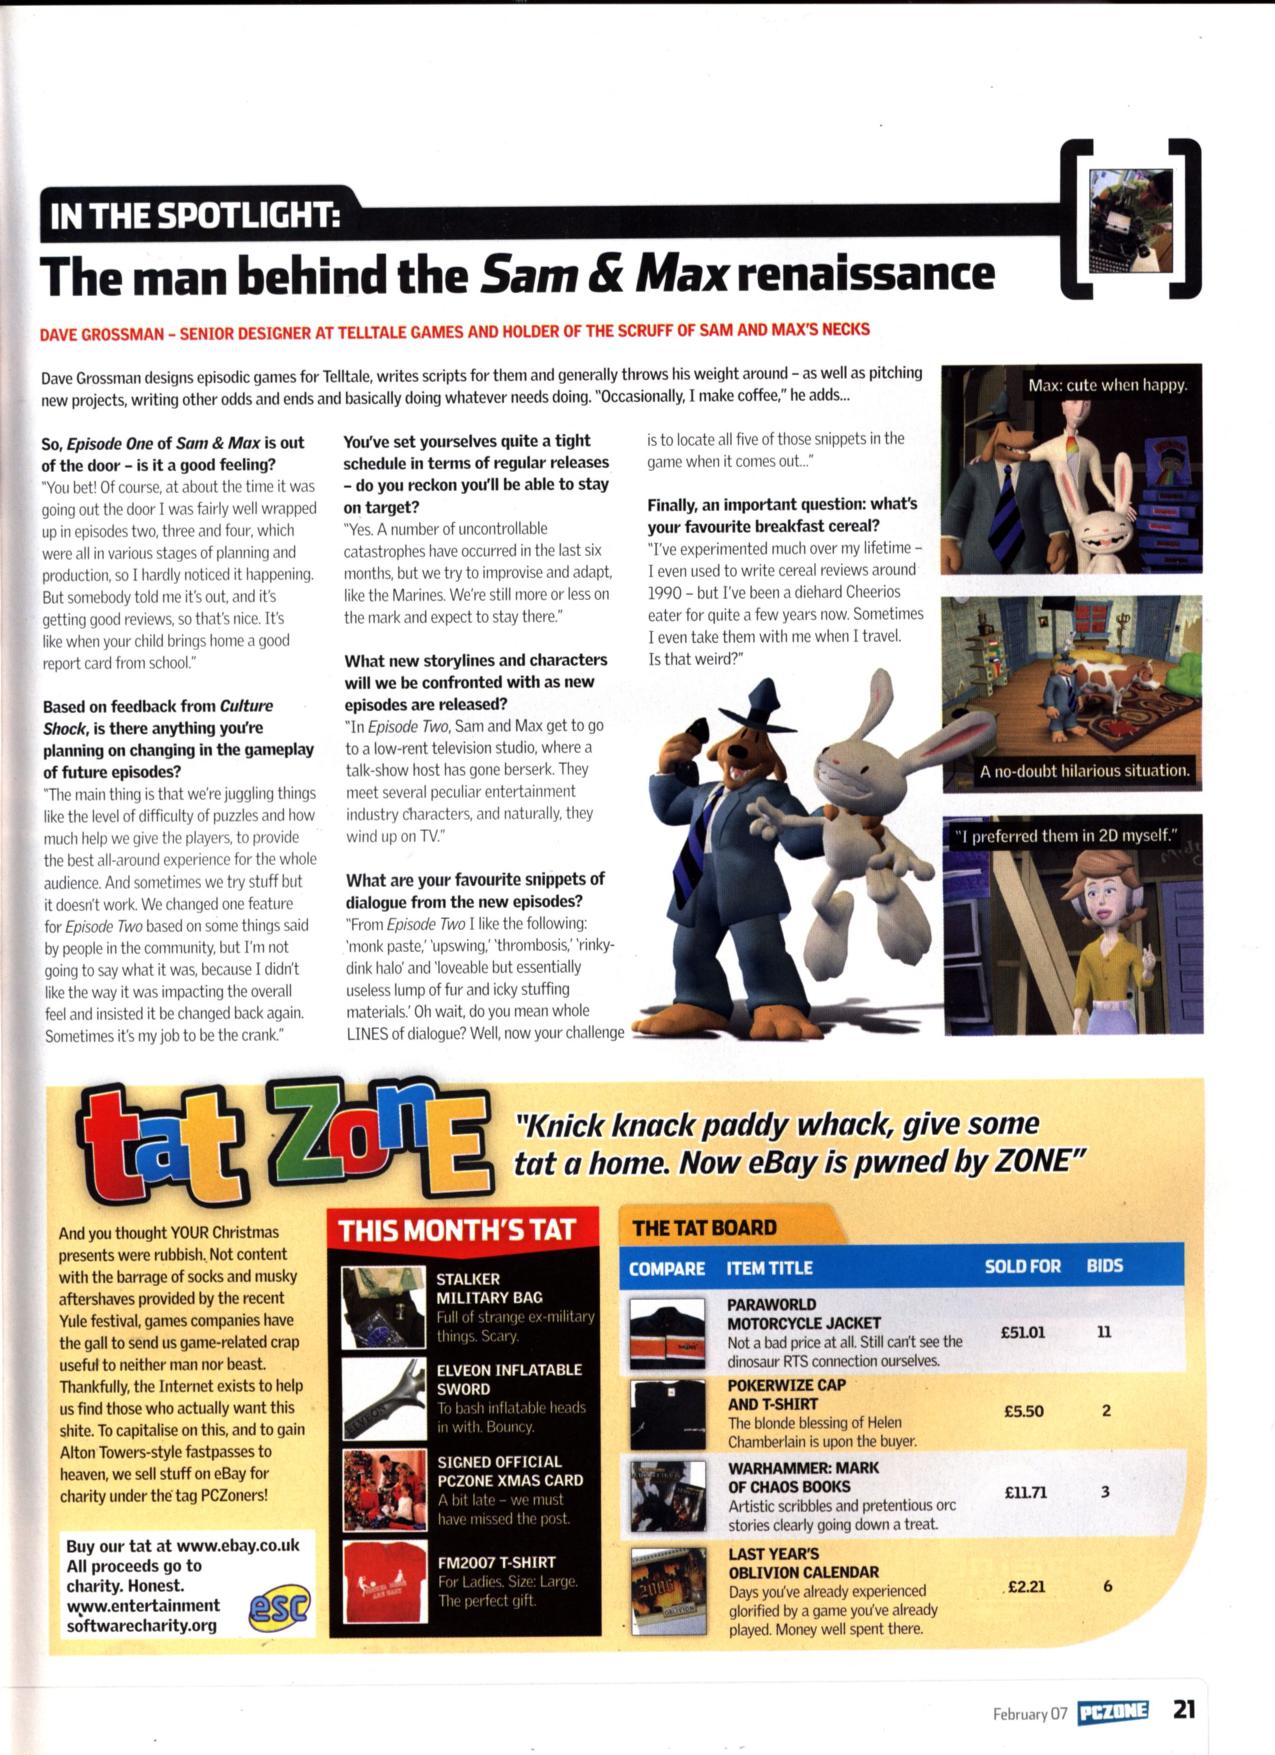 IN THE SPOTLIGHT:
The man behind the Sam & Max renaissance
DAVE GROSSMAN – SENIOR DESIGNER AT TELLTALE GAMES AND HOLDER OF THE SCRUFF OF SAM AND MAX'S NECKS
Dave Grossman designs episodic games for Telltale, writes scripts for them and generally throws his weight around – as well as pitching
new projects, writing other odds and ends and basically doing whatever needs doing. "Occasionally, I make coffee," he adds...
So, Episode One of Sam & Max is out
of the door – is it a good feeling?
"You bet! Of course, at about the time it was
going out the door I was fairly well wrapped
up in episodes two, three and four, which
were all in various stages of planning and
production, so I hardly noticed it happening.
But somebody told me it's out, and it's
getting good reviews, so that's nice. It's
like when your child brings home a good
report card from school."
Based on feedback from Culture
Shock, is there anything you're
planning on changing in the gameplay
of future episodes?
"The main thing is that we're juggling things
like the level of difficulty of puzzles and how
much help we give the players, to provide
the best all-around experience for the whole
audience. And sometimes we try stuff but
it doesn't work. We changed one feature
for Episode Two based on some things said
by people in the community, but I'm not
going to say what it was, because I didn't
like the way it was impacting the overall
feel and insisted it be changed back again.
Sometimes it's my job to be the crank."
You've set yourselves quite a tight
schedule in terms of regular releases
– do you reckon you'll be able to stay
on target?
"Yes. A number of uncontrollable
catastrophes have occurred in the last six
months, but we try to improvise and adapt,
like the Marines. We're still more or less on
the mark and expect to stay there."
What new storylines and characters
will we be confronted with as new
episodes are released?
"In Episode Two, Sam and Max get to go
to a low-rent television studio, where a
talk-show host has gone berserk. They
meet several peculiar entertainment
industry characters, and naturally, they
wind up on TV."
What are your favourite snippets of
dialogue from the new episodes?
"From Episode Two I like the following:
'monk paste,' 'upswing,' 'thrombosis,' 'rinky-
dink halo' and 'loveable but essentially
useless lump of fur and icky stuffing
materials.' Oh wait, do you mean whole
LINES of dialogue? Well, now your challenge
is to locate all five of those snippets in the
game when it comes out..."
Finally, an important question: what's
your favourite breakfast cereal?
"I've experimented much over my lifetime –
I even used to write cereal reviews around
1990 – but I've been a diehard Cheerios
eater for quite a few years now. Sometimes
I even take them with me when I travel.
Is that weird?"
Max: cute when happy.
A no-doubt hilarious situation.
"I preferred them in 2D myself."
tat ZonE
"Knick knack paddy whack, give some
tat a home. Now eBay is pwned by ZONE"
And you thought YOUR Christmas
presents were rubbish. Not content
with the barrage of socks and musky
aftershaves provided by the recent
Yule festival, games companies have
the gall to send us game-related crap
useful to neither man nor beast.
Thankfully, the Internet exists to help
us find those who actually want this
shite. To capitalise on this, and to gain
Alton Towers-style fastpasses to
heaven, we sell stuff on eBay for
charity under the tag PCZoners!
Buy our tat at www.ebay.co.uk
All proceeds go to
charity. Honest.
www.entertainment
softwarecharity.org
esc
THIS MONTH'S TAT
STALKER
MILITARY BAG
Full of strange ex-military
things. Scary.
ELVEON INFLATABLE
SWORD
To bash inflatable heads
in with. Bouncy.
ELVEON
SIGNED OFFICIAL
PCZONE XMAS CARD
A bit late – we must
have missed the post.
FM2007 T-SHIRT
For Ladies. Size: Large.
The perfect gift.
THE TAT BOARD
COMPARE ITEM TITLE SOLD FOR BIDS
PARAWORLD
MOTORCYCLE JACKET
Not a bad price at all. Still can't see the
dinosaur RTS connection ourselves.
£51.01 11
POKERWIZE CAP
AND T-SHIRT
The blonde blessing of Helen
Chamberlain is upon the buyer.
£5.50 2
WARHAMMER: MARK
OF CHAOS BOOKS
Artistic scribbles and pretentious orc
stories clearly going down a treat.
£11.71 3
LAST YEAR'S
OBLIVION CALENDAR
Days you've already experienced
glorified by a game you've already
played. Money well spent there.
£2.21 6
2006
OBLIVION
February 07 PCZONE 21